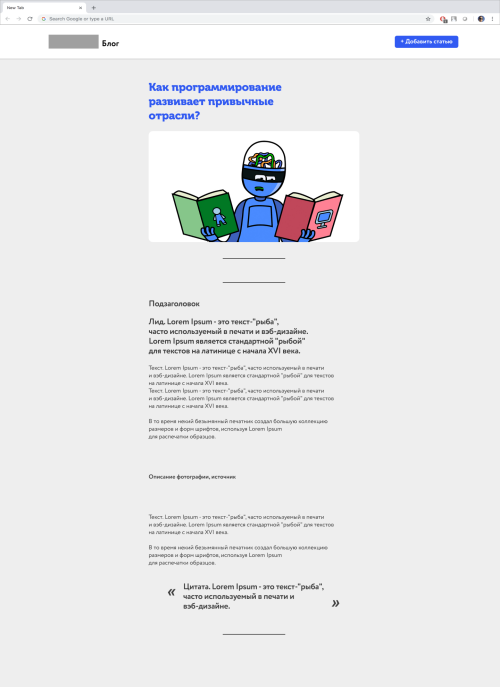 New Tab
Search Google or type a URL
Блог
+ Добавить статью
Как программирование
развивает привычные
отрасли?
Подзаголовок
Лид. Lorem Ipsum - это текст-"рыба",
часто используемый в печати и вэб-дизайне.
Lorem Ipsum является стандартной "рыбой"
для текстов на латинице с начала XVI века.
Текст. Lorem Ipsum - это текст-"рыба", часто используемый в печати
и вэб-дизайне. Lorem Ipsum является стандартной "рыбой" для текстов
на латинице с начала XVI века.
Текст. Lorem Ipsum - это текст-"рыба", часто используемый в печати
и вэб-дизайне. Lorem Ipsum является стандартной "рыбой" для текстов
на латинице с начала XVI века.
В то время некий безымянный печатник создал большую коллекцию
размеров и форм шрифтов, используя Lorem Ipsum
для распечатки образцов.
Описание фотографии, источник
Текст. Lorem Ipsum - это текст-"рыба", часто используемый в печати
и вэб-дизайне. Lorem Ipsum является стандартной "рыбой" для текстов
на латинице с начала XVI века.
В то время некий безымянный печатник создал большую коллекцию
размеров и форм шрифтов, используя Lorem Ipsum
для распечатки образцов.
« Цитата. Lorem Ipsum - это текст-"рыба",
часто используемый в печати и
вэб-дизайне. »